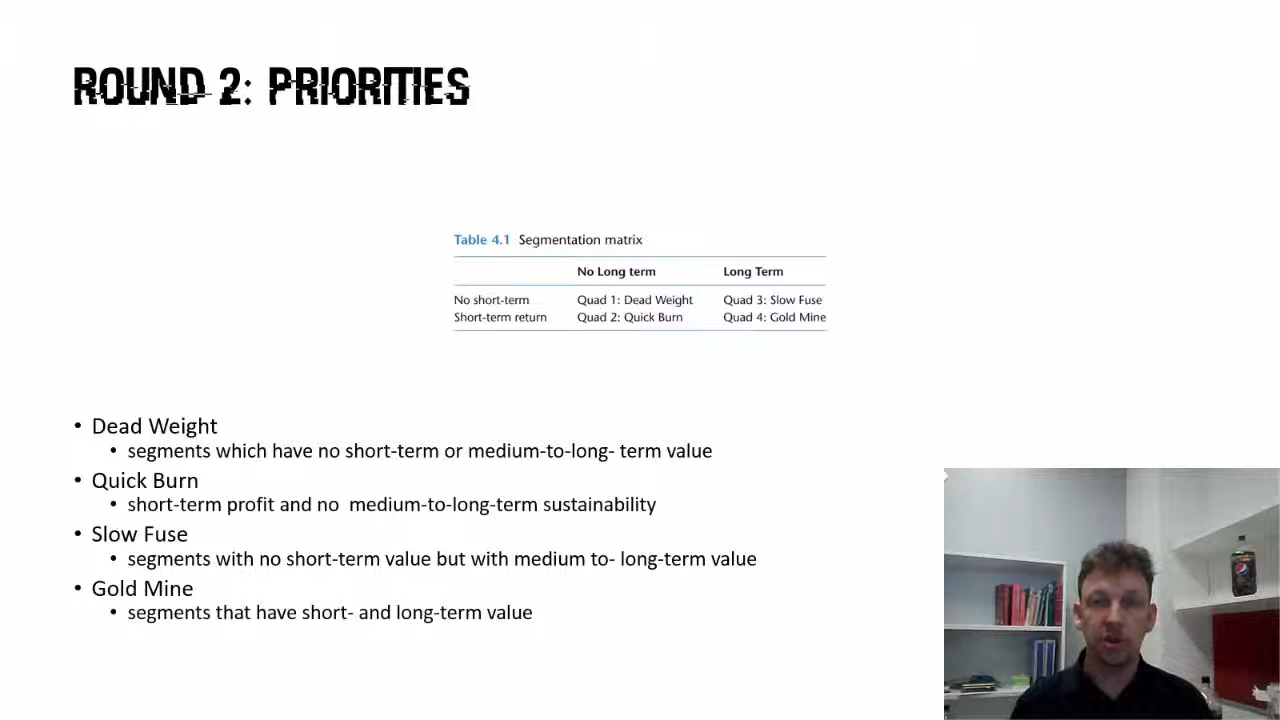 ROUND 2: PRIORITIES
Table 4.1 Segmentation matrix
No Long term Long Term
No short-term Quad 1: Dead Weight Quad 3: Slow Fuse
Short-term return Quad 2: Quick Burn Quad 4: Gold Mine
• Dead Weight
• segments which have no short-term or medium-to-long- term value
• Quick Burn
• short-term profit and no medium-to-long-term sustainability
• Slow Fuse
• segments with no short-term value but with medium to- long-term value
• Gold Mine
• segments that have short- and long-term value